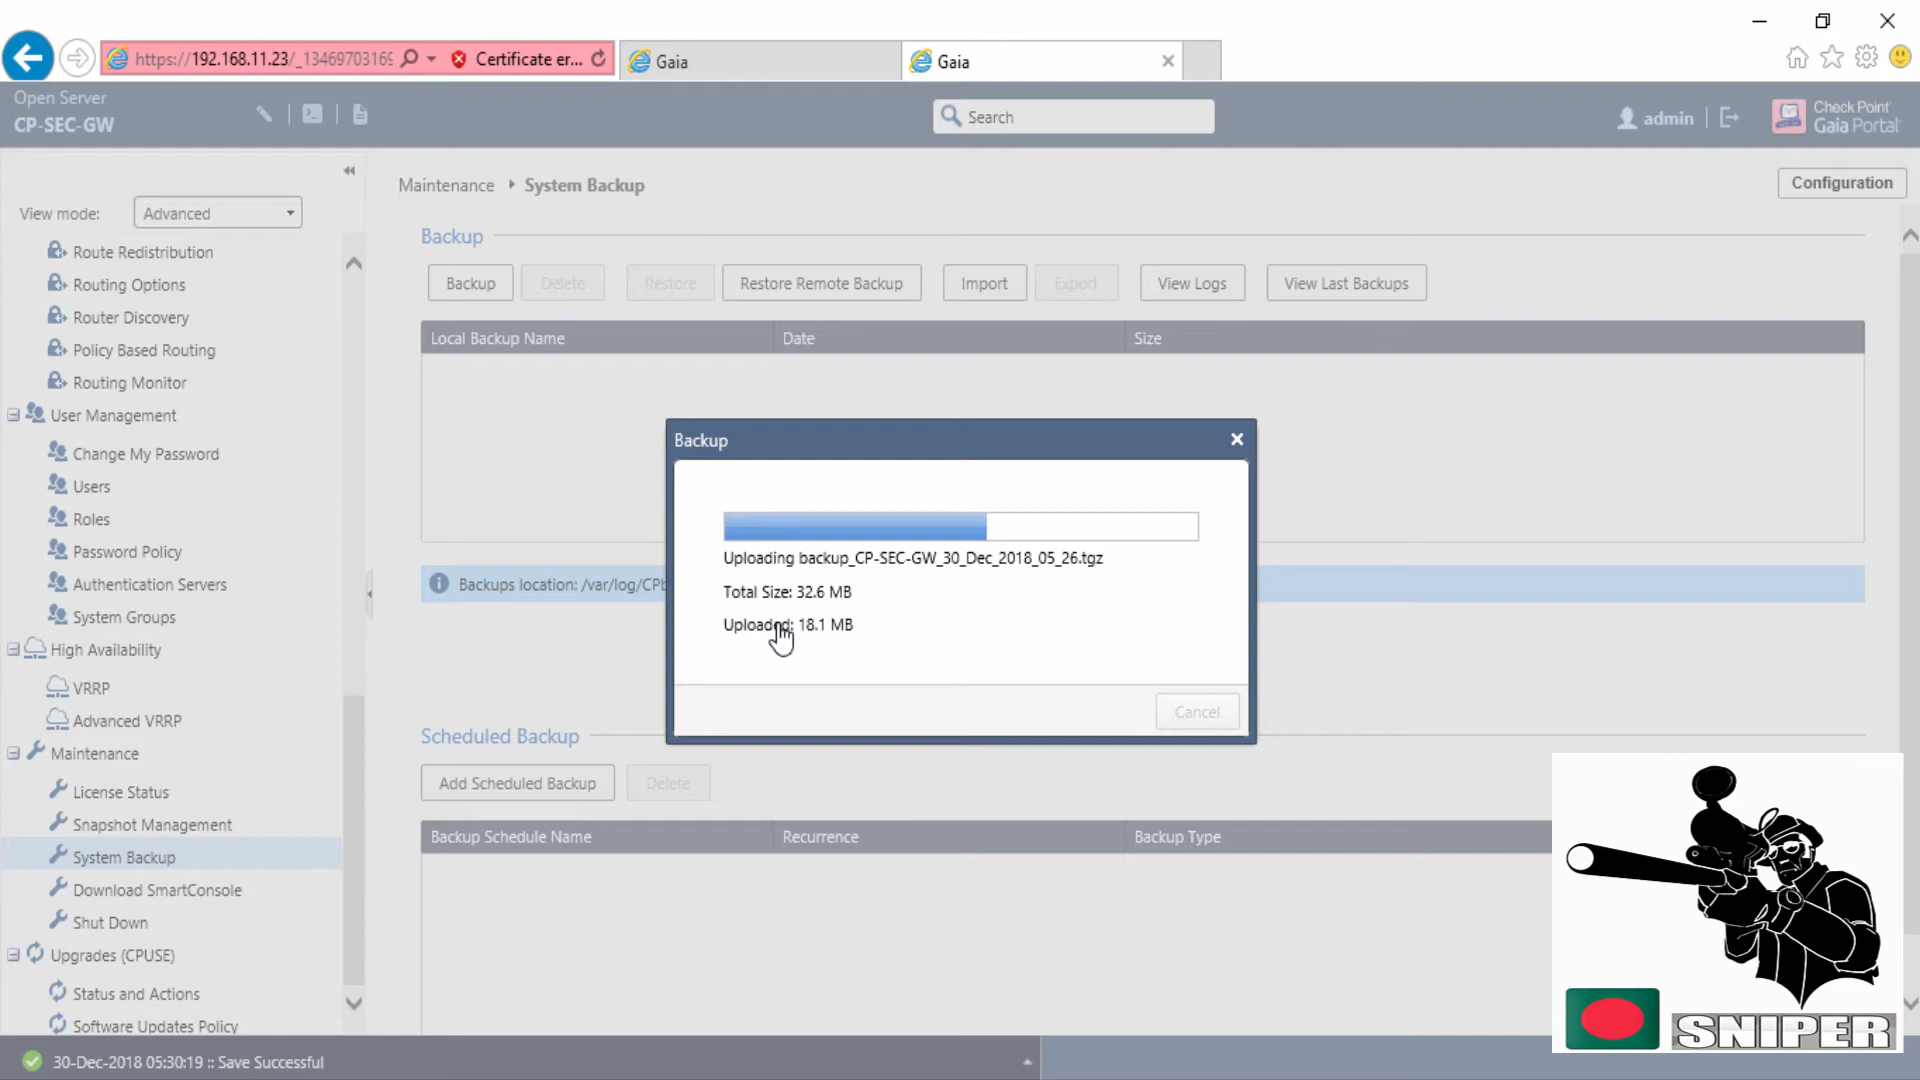 https://192.168.11.23/_13469703169
Certificate er...
Gaia
Gaia
Open Server
CP-SEC-GW
Search
admin
Check Point
Gaia Portal
View mode:
Advanced
Maintenance
System Backup
Configuration
Route Redistribution
Routing Options
Router Discovery
Policy Based Routing
Routing Monitor
User Management
Change My Password
Users
Roles
Password Policy
Authentication Servers
System Groups
High Availability
VRRP
Advanced VRRP
Maintenance
License Status
Snapshot Management
System Backup
Download SmartConsole
Shut Down
Upgrades (CPUSE)
Status and Actions
Software Updates Policy
Backup
Backup Delete Restore Restore Remote Backup Import Export View Logs View Last Backups
Local Backup Name Date Size
Backups location: /var/log/CPb
Backup
Uploading backup_CP-SEC-GW_30_Dec_2018_05_26.tgz
Total Size: 32.6 MB
Uploaded: 18.1 MB
Cancel
Scheduled Backup
Add Scheduled Backup Delete
Backup Schedule Name Recurrence Backup Type
SNIPER
30-Dec-2018 05:30:19 :: Save Successful